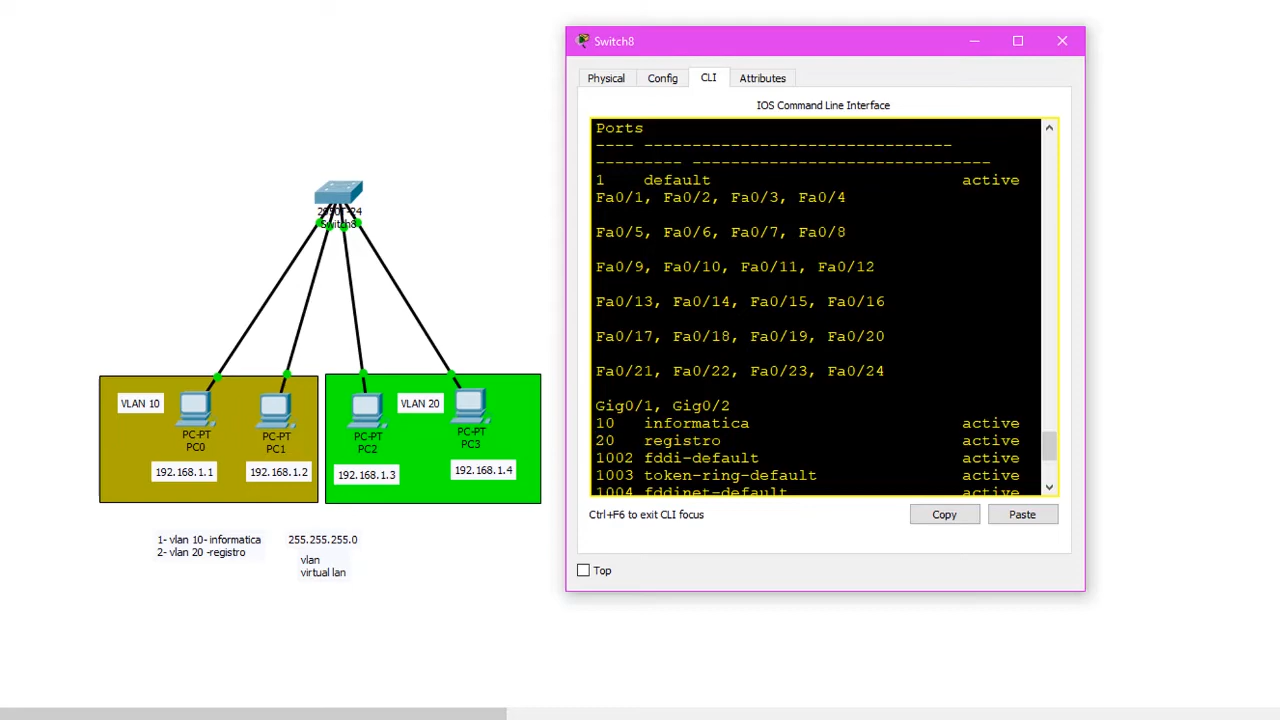 Switch8
Physical Config CLI Attributes
IOS Command Line Interface
Ports
---- --------------------------------
--------- -------------------------------
1 default active
Fa0/1, Fa0/2, Fa0/3, Fa0/4
Fa0/5, Fa0/6, Fa0/7, Fa0/8
Fa0/9, Fa0/10, Fa0/11, Fa0/12
Fa0/13, Fa0/14, Fa0/15, Fa0/16
Fa0/17, Fa0/18, Fa0/19, Fa0/20
Fa0/21, Fa0/22, Fa0/23, Fa0/24
Gig0/1, Gig0/2
10 informatica active
20 registro active
1002 fddi-default active
1003 token-ring-default active
1004 fddinet-default active
Ctrl+F6 to exit CLI focus
Copy Paste
Top
Switch8
VLAN 10
VLAN 20
PC-PT
PC0
PC-PT
PC1
PC-PT
PC2
PC-PT
PC3
192.168.1.1
192.168.1.2
192.168.1.3
192.168.1.4
1- vlan 10- informatica
2- vlan 20 -registro
255.255.255.0
vlan
virtual lan